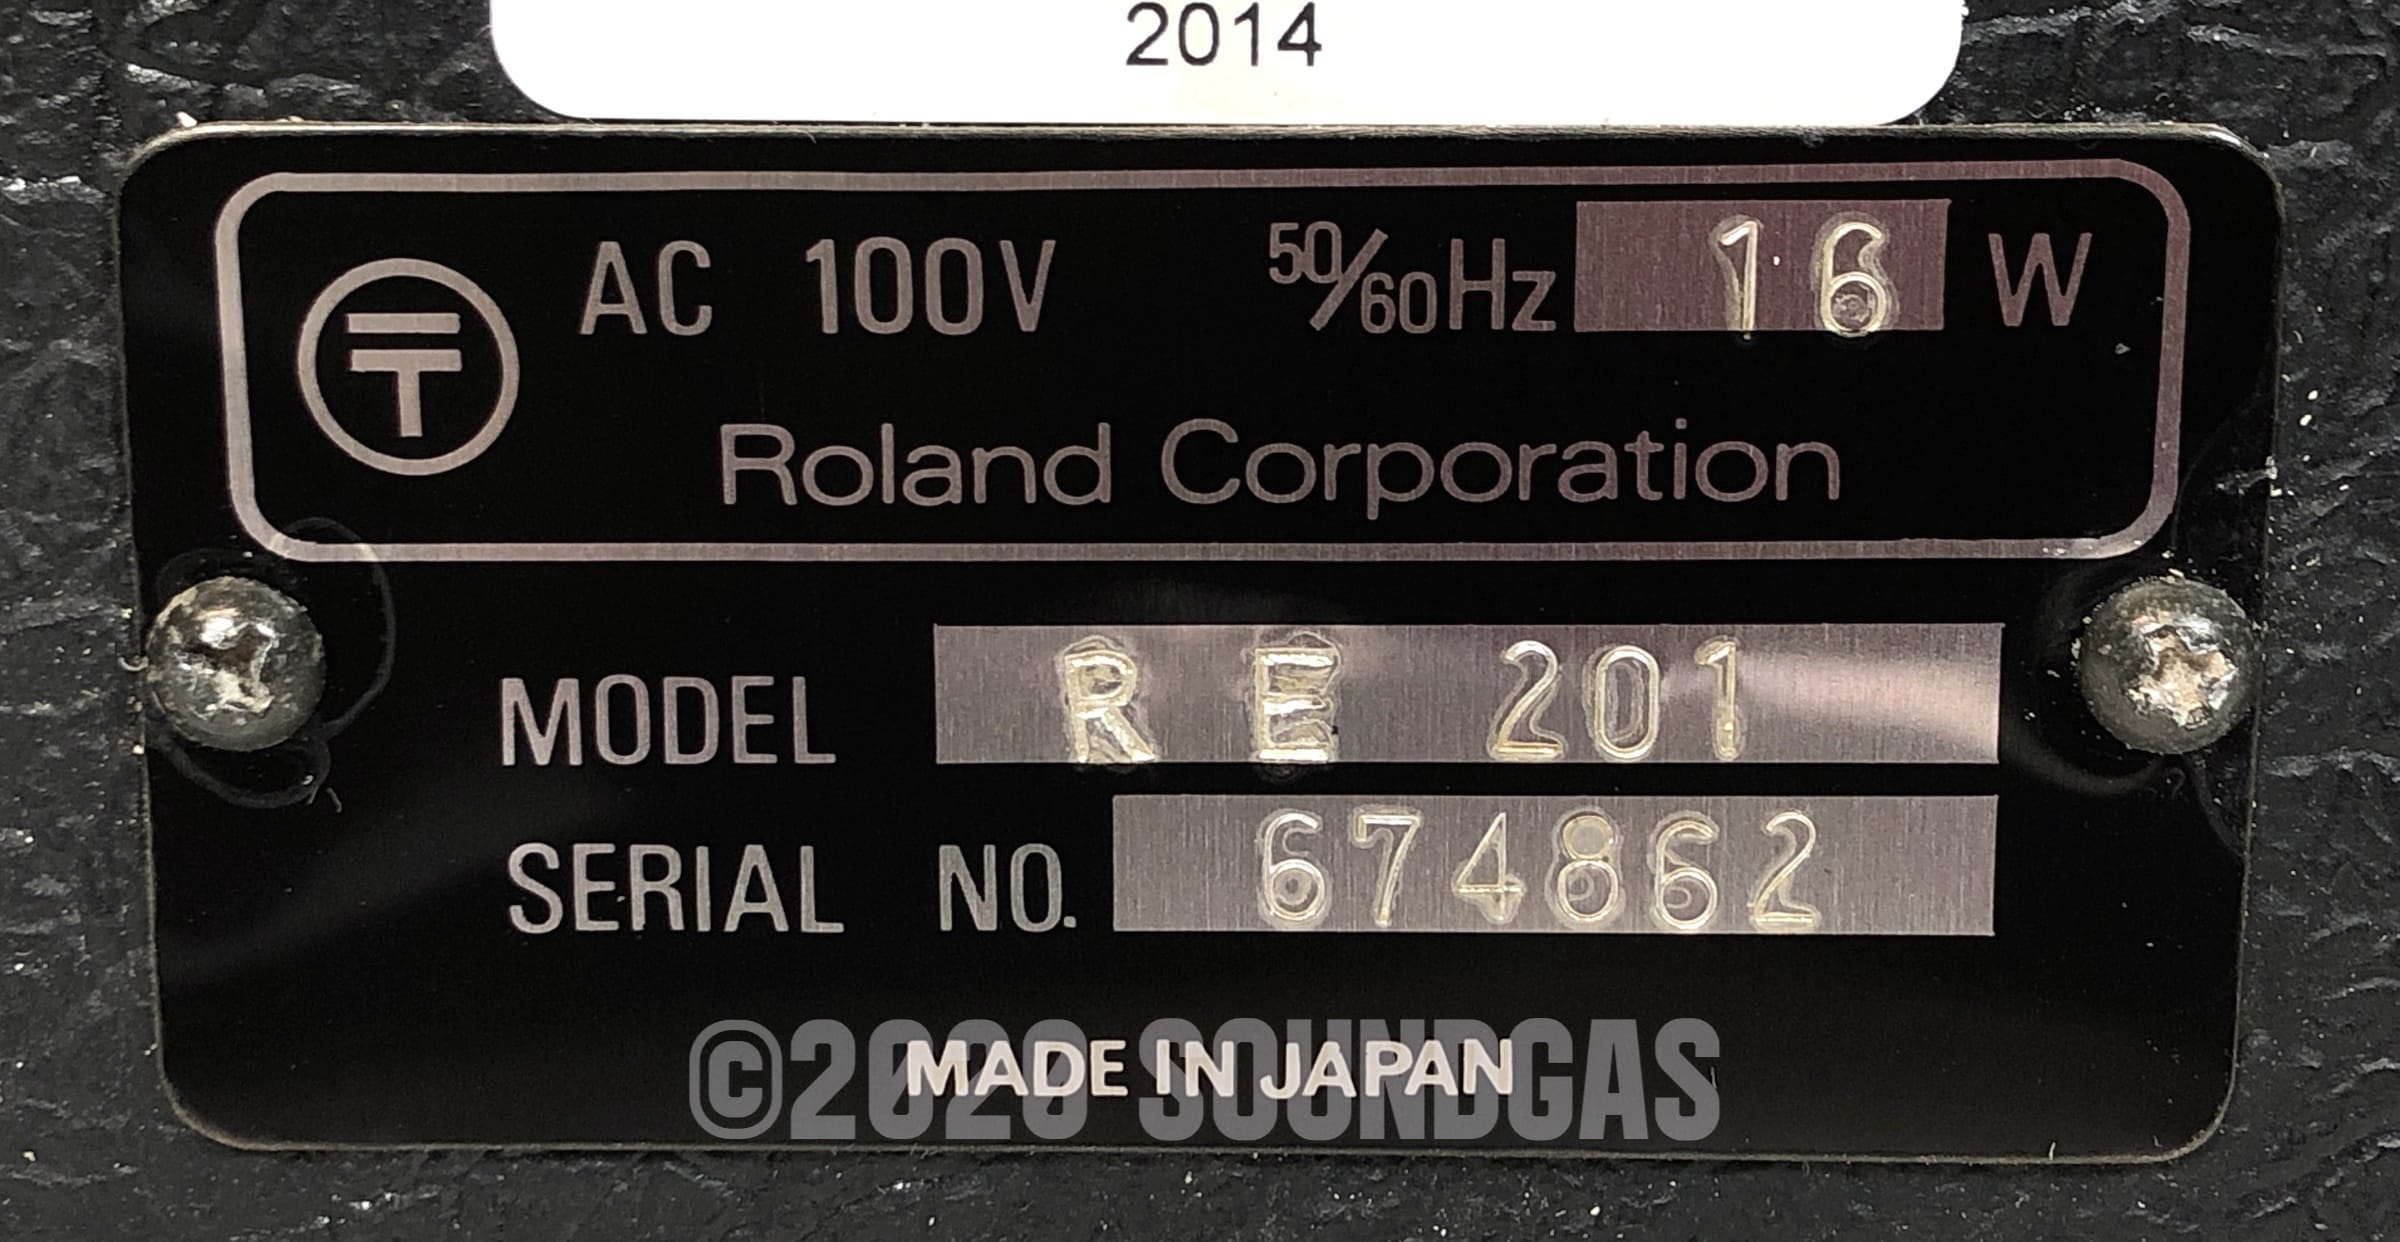 2014
AC 100V 50/60Hz 16 W
Roland Corporation
MODEL RE 201
SERIAL NO. 674862
MADE IN JAPAN
©2020 SOUNDGAS